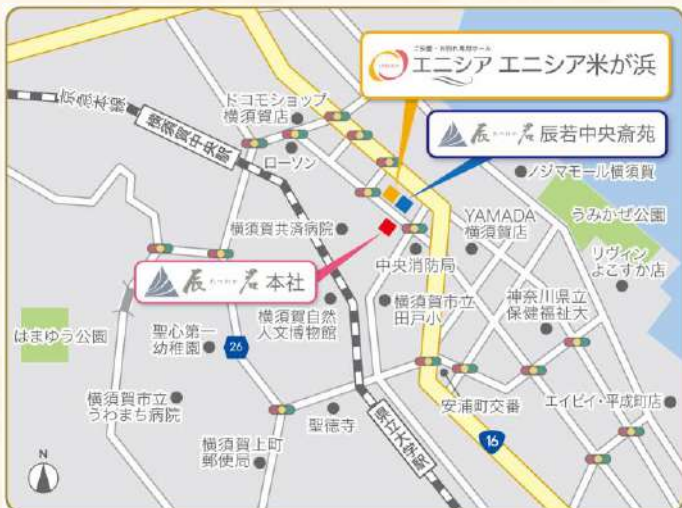 ご安置・お別れ専用ホール
エニシア エニシア米が浜
京急本線
横須賀中央駅
ドコモショップ
横須賀店
ローソン
辰若 辰若中央斎苑
ノジマモール横須賀
うみかぜ公園
YAMADA
横須賀店
横須賀共済病院
中央消防局
リヴィン
よこすか店
辰若 本社
横須賀市立
田戸小
神奈川県立
保健福祉大
はまゆう公園
聖心第一
幼稚園
26
横須賀自然
人文博物館
横須賀市立
うわまち病院
聖徳寺
県立大学駅
安浦町交番
エイビイ・平成町店
横須賀上町
郵便局
16
N